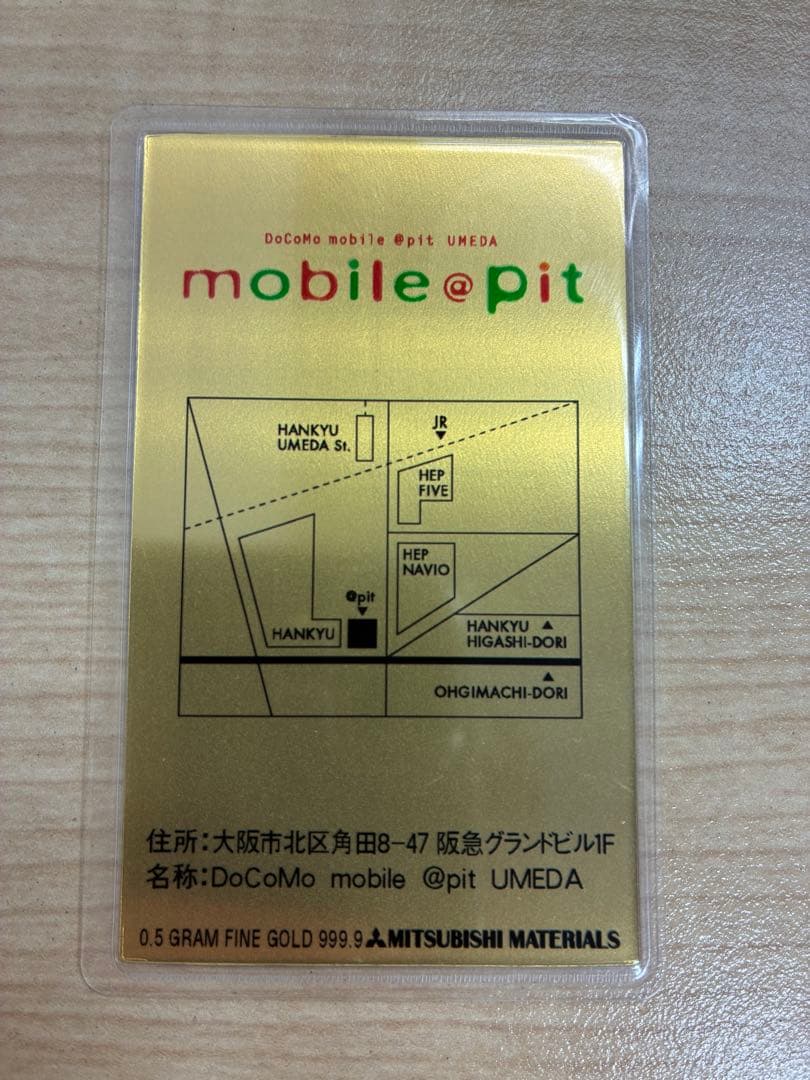 DoCoMo mobile @pit UMEDA
mobile@pit
HANKYU
UMEDA St.
JR
HEP
FIVE
HEP
NAVIO
@pit
HANKYU
HANKYU
HIGASHI-DORI
OHGIMACHI-DORI
住所:大阪市北区角田8-47 阪急グランドビル1F
名称:DoCoMo mobile @pit UMEDA
0.5 GRAM FINE GOLD 999.9 MITSUBISHI MATERIALS